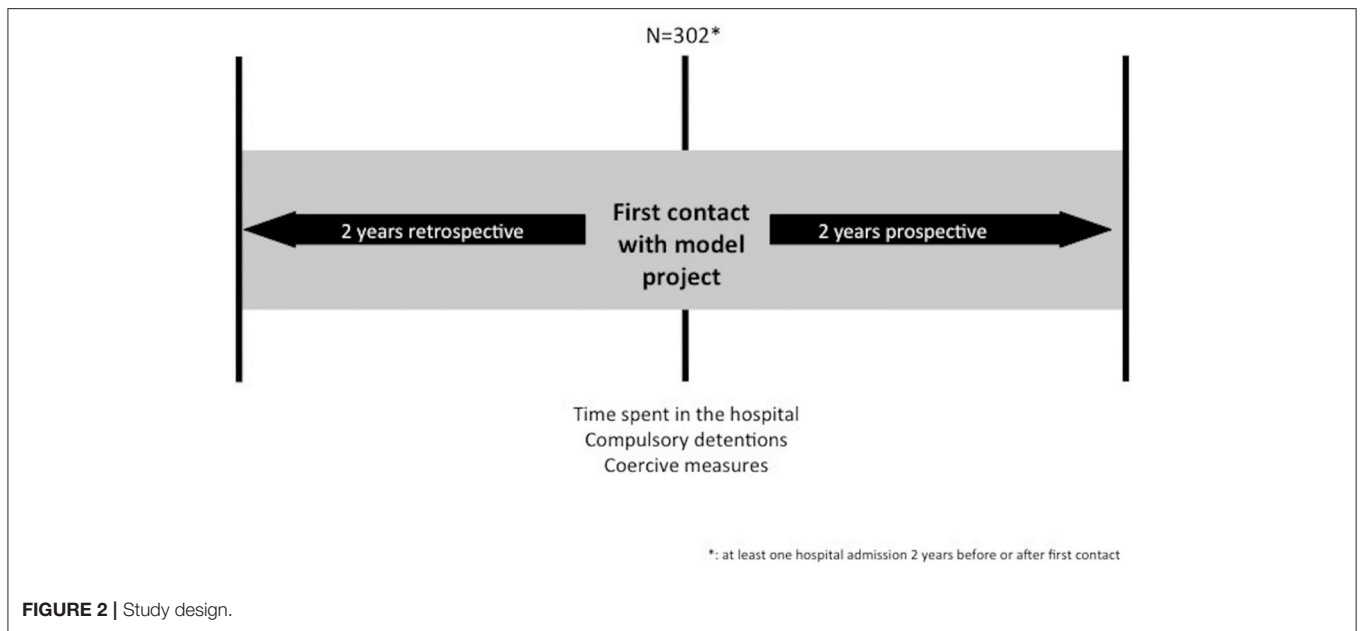 N=302*
2 years retrospective
First contact
with model
project
2 years prospective
Time spent in the hospital
Compulsory detentions
Coercive measures
*: at least one hospital admission 2 years before or after first contact
FIGURE 2 | Study design.